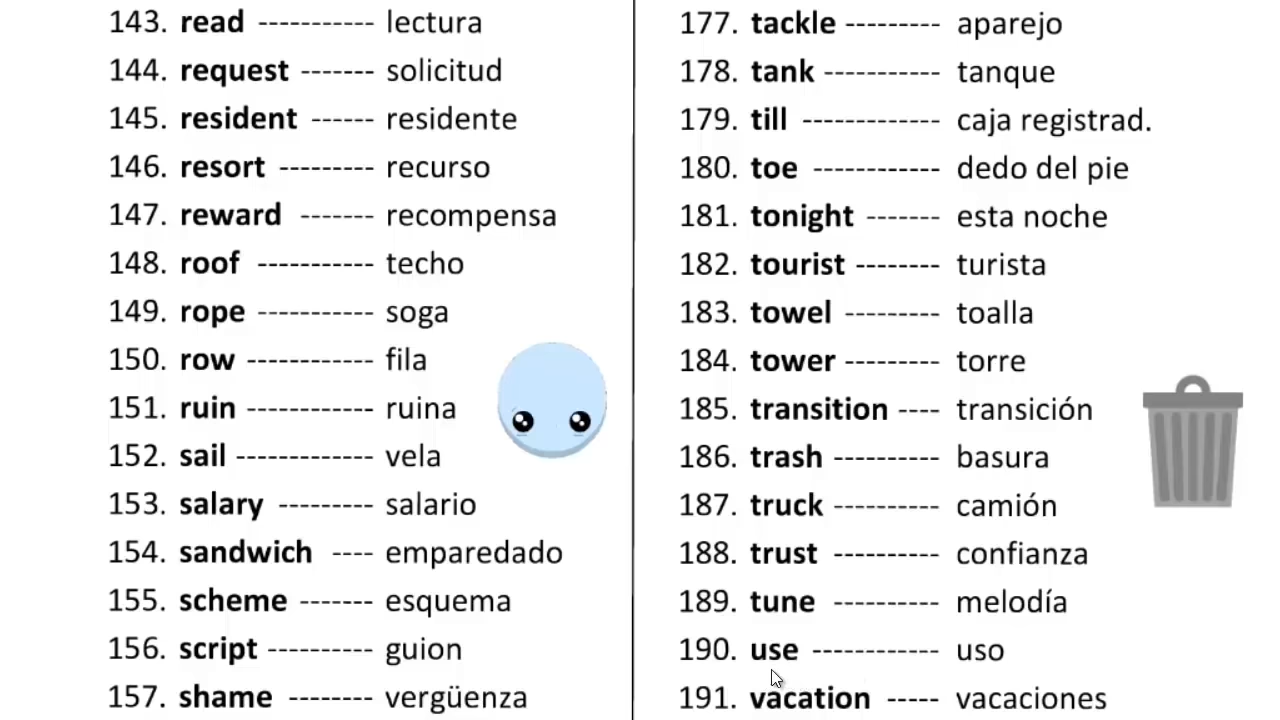 143. read ----------- lectura
144. request ------- solicitud
145. resident ------ residente
146. resort --------- recurso
147. reward ------- recompensa
148. roof ----------- techo
149. rope ----------- soga
150. row ------------ fila
151. ruin ------------ ruina
152. sail ------------- vela
153. salary --------- salario
154. sandwich ---- emparedado
155. scheme ------- esquema
156. script ---------- guion
157. shame -------- vergüenza
177. tackle --------- aparejo
178. tank ----------- tanque
179. till ------------- caja registrad.
180. toe ------------ dedo del pie
181. tonight ------- esta noche
182. tourist -------- turista
183. towel --------- toalla
184. tower --------- torre
185. transition ---- transición
186. trash ---------- basura
187. truck ---------- camión
188. trust ---------- confianza
189. tune ---------- melodía
190. use ------------ uso
191. vacation ----- vacaciones